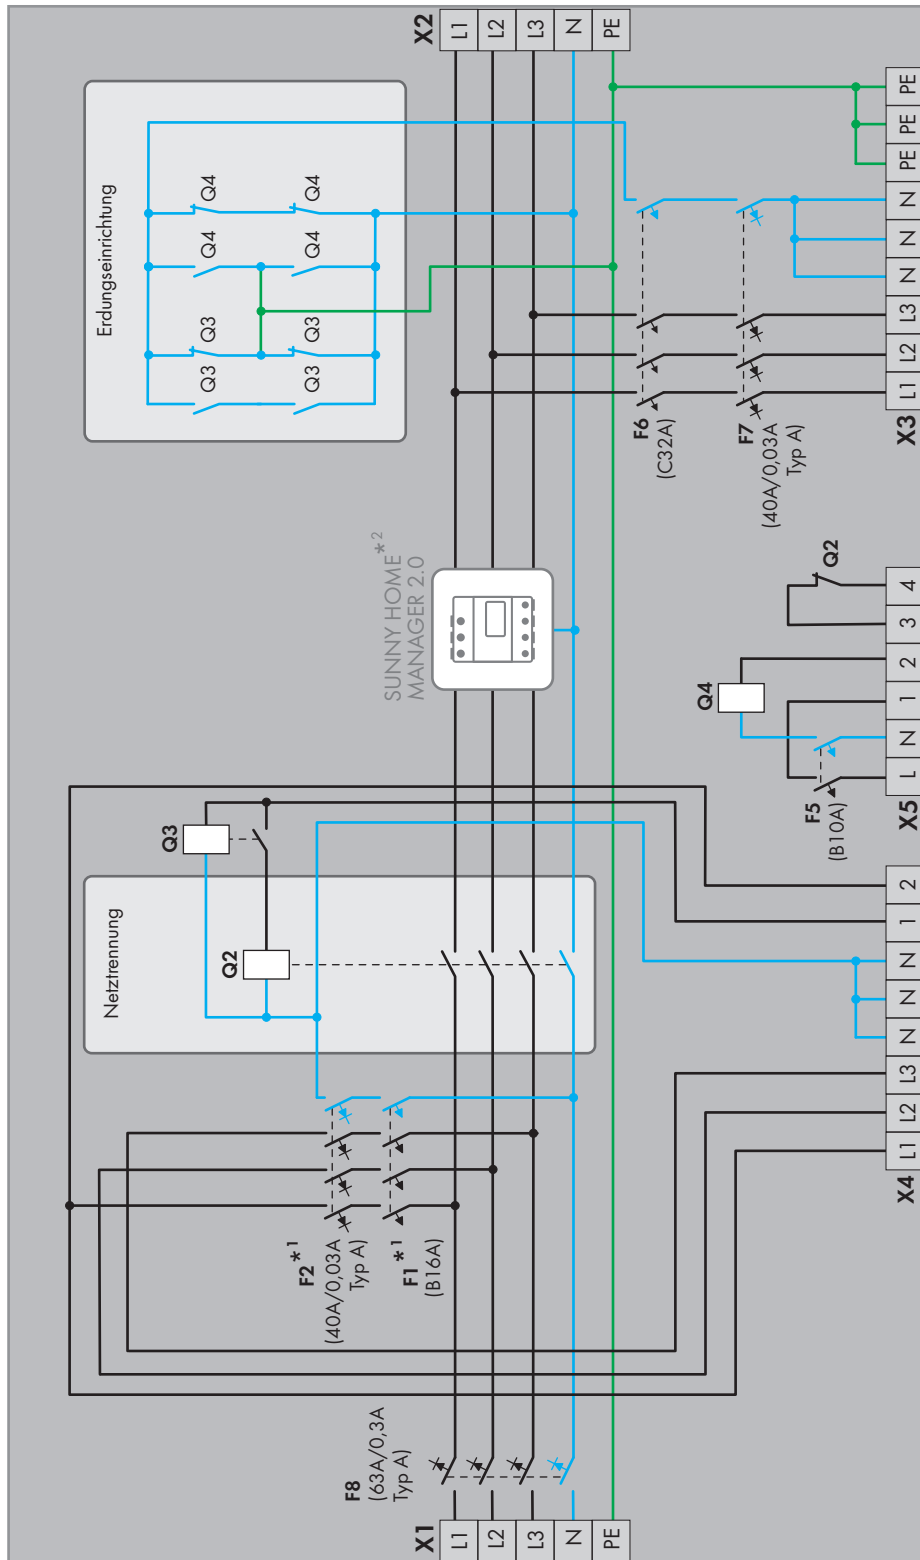 Erdungseinrichtung
Netztrennung
Q3
Q3
Q3
Q4
Q4
Q3
Q4
Q4
Q2
F2*1
(40A/0,03A
Typ A)
F1*1
(B16A)
F8
(63A/0,3A
Typ A)
SUNNY HOME*2
MANAGER 2.0
X1
L1
L2
L3
N
PE
X2
L1
L2
L3
N
PE
F6
(C32A)
F7
(40A/0,03A
Typ A)
Q4
Q2
F5
(B10A)
X4
L1
L2
L3
N
N
N
1
2
X5
L
N
1
2
3
4
X3
L1
L2
L3
N
N
N
PE
PE
PE